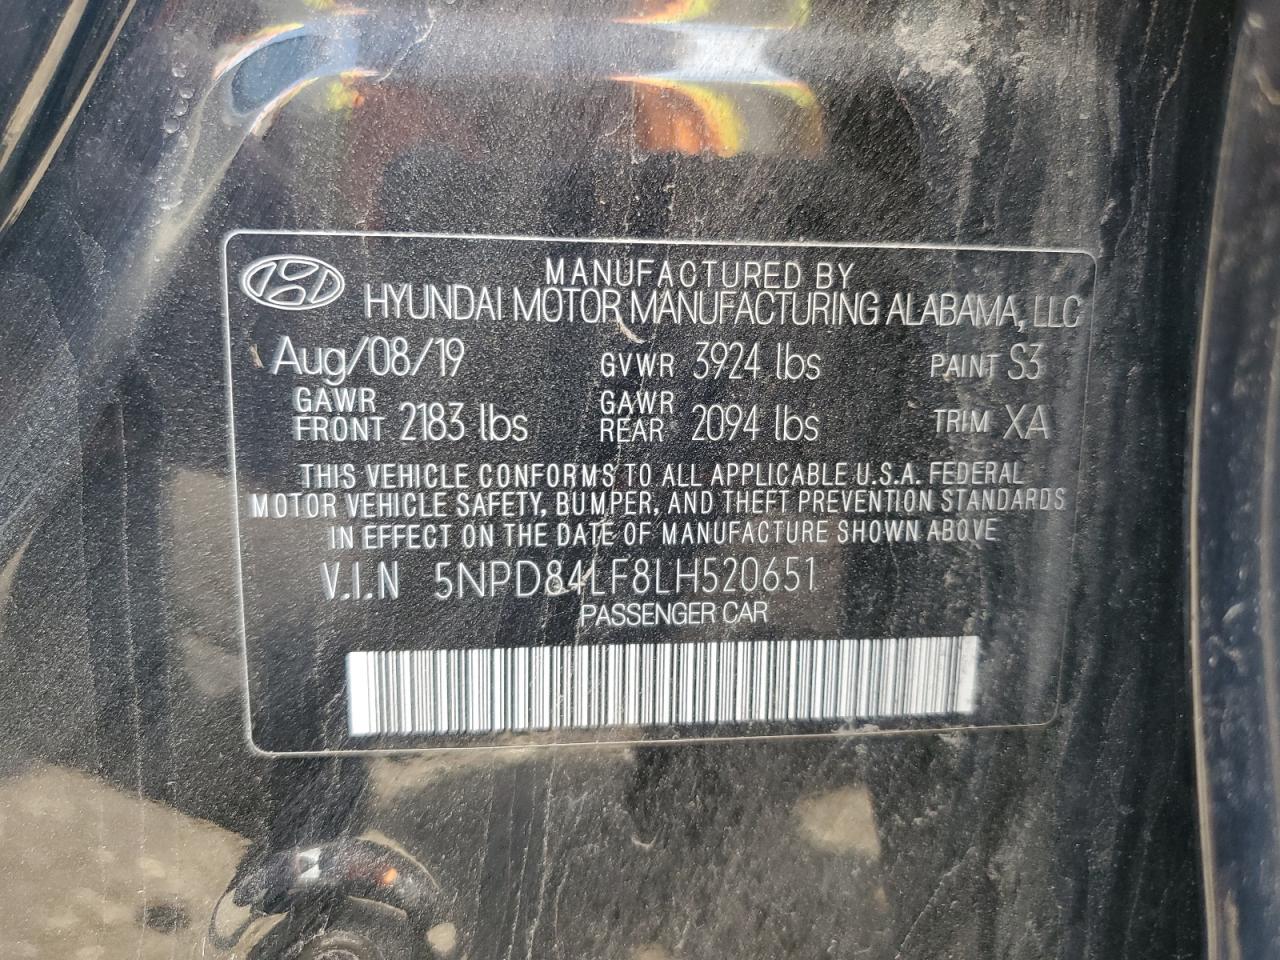 MANUFACTURED BY
HYUNDAI MOTOR MANUFACTURING ALABAMA, LLC
Aug/08/19 GVWR 3924 lbs PAINT S3
GAWR FRONT 2183 lbs GAWR REAR 2094 lbs TRIM XA
THIS VEHICLE CONFORMS TO ALL APPLICABLE U.S.A. FEDERAL
MOTOR VEHICLE SAFETY, BUMPER, AND THEFT PREVENTION STANDARDS
IN EFFECT ON THE DATE OF MANUFACTURE SHOWN ABOVE
V.I.N 5NPD84LF8LH520651
PASSENGER CAR